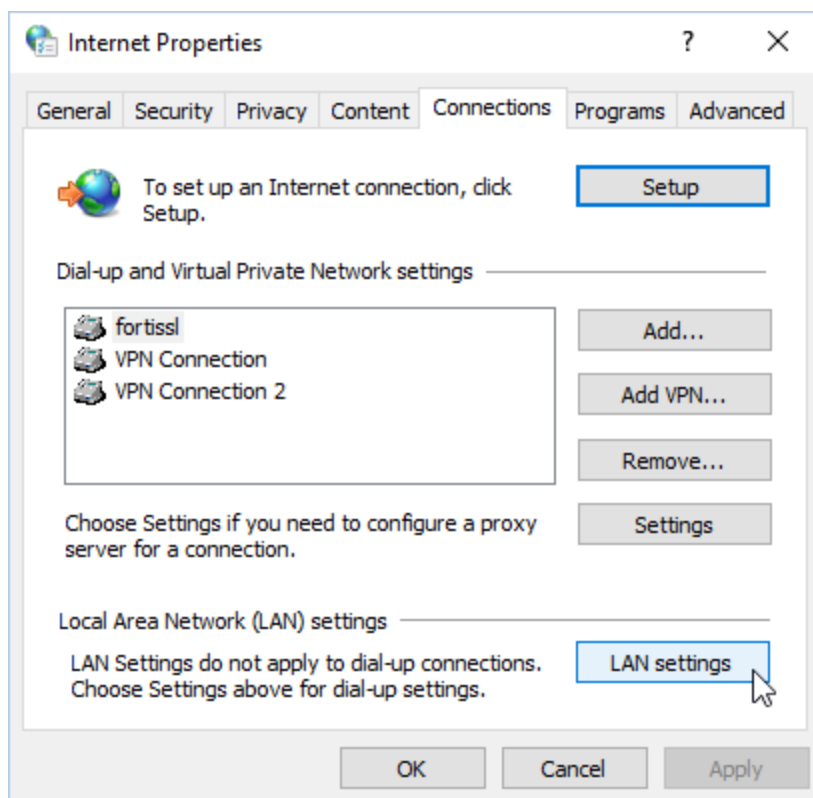 Internet Properties
?
General Security Privacy Content Connections Programs Advanced
To set up an Internet connection, click
Setup.
Setup
Dial-up and Virtual Private Network settings
fortissl
VPN Connection
VPN Connection 2
Add...
Add VPN...
Remove...
Choose Settings if you need to configure a proxy
server for a connection.
Settings
Local Area Network (LAN) settings
LAN Settings do not apply to dial-up connections.
Choose Settings above for dial-up settings.
LAN settings
OK Cancel Apply